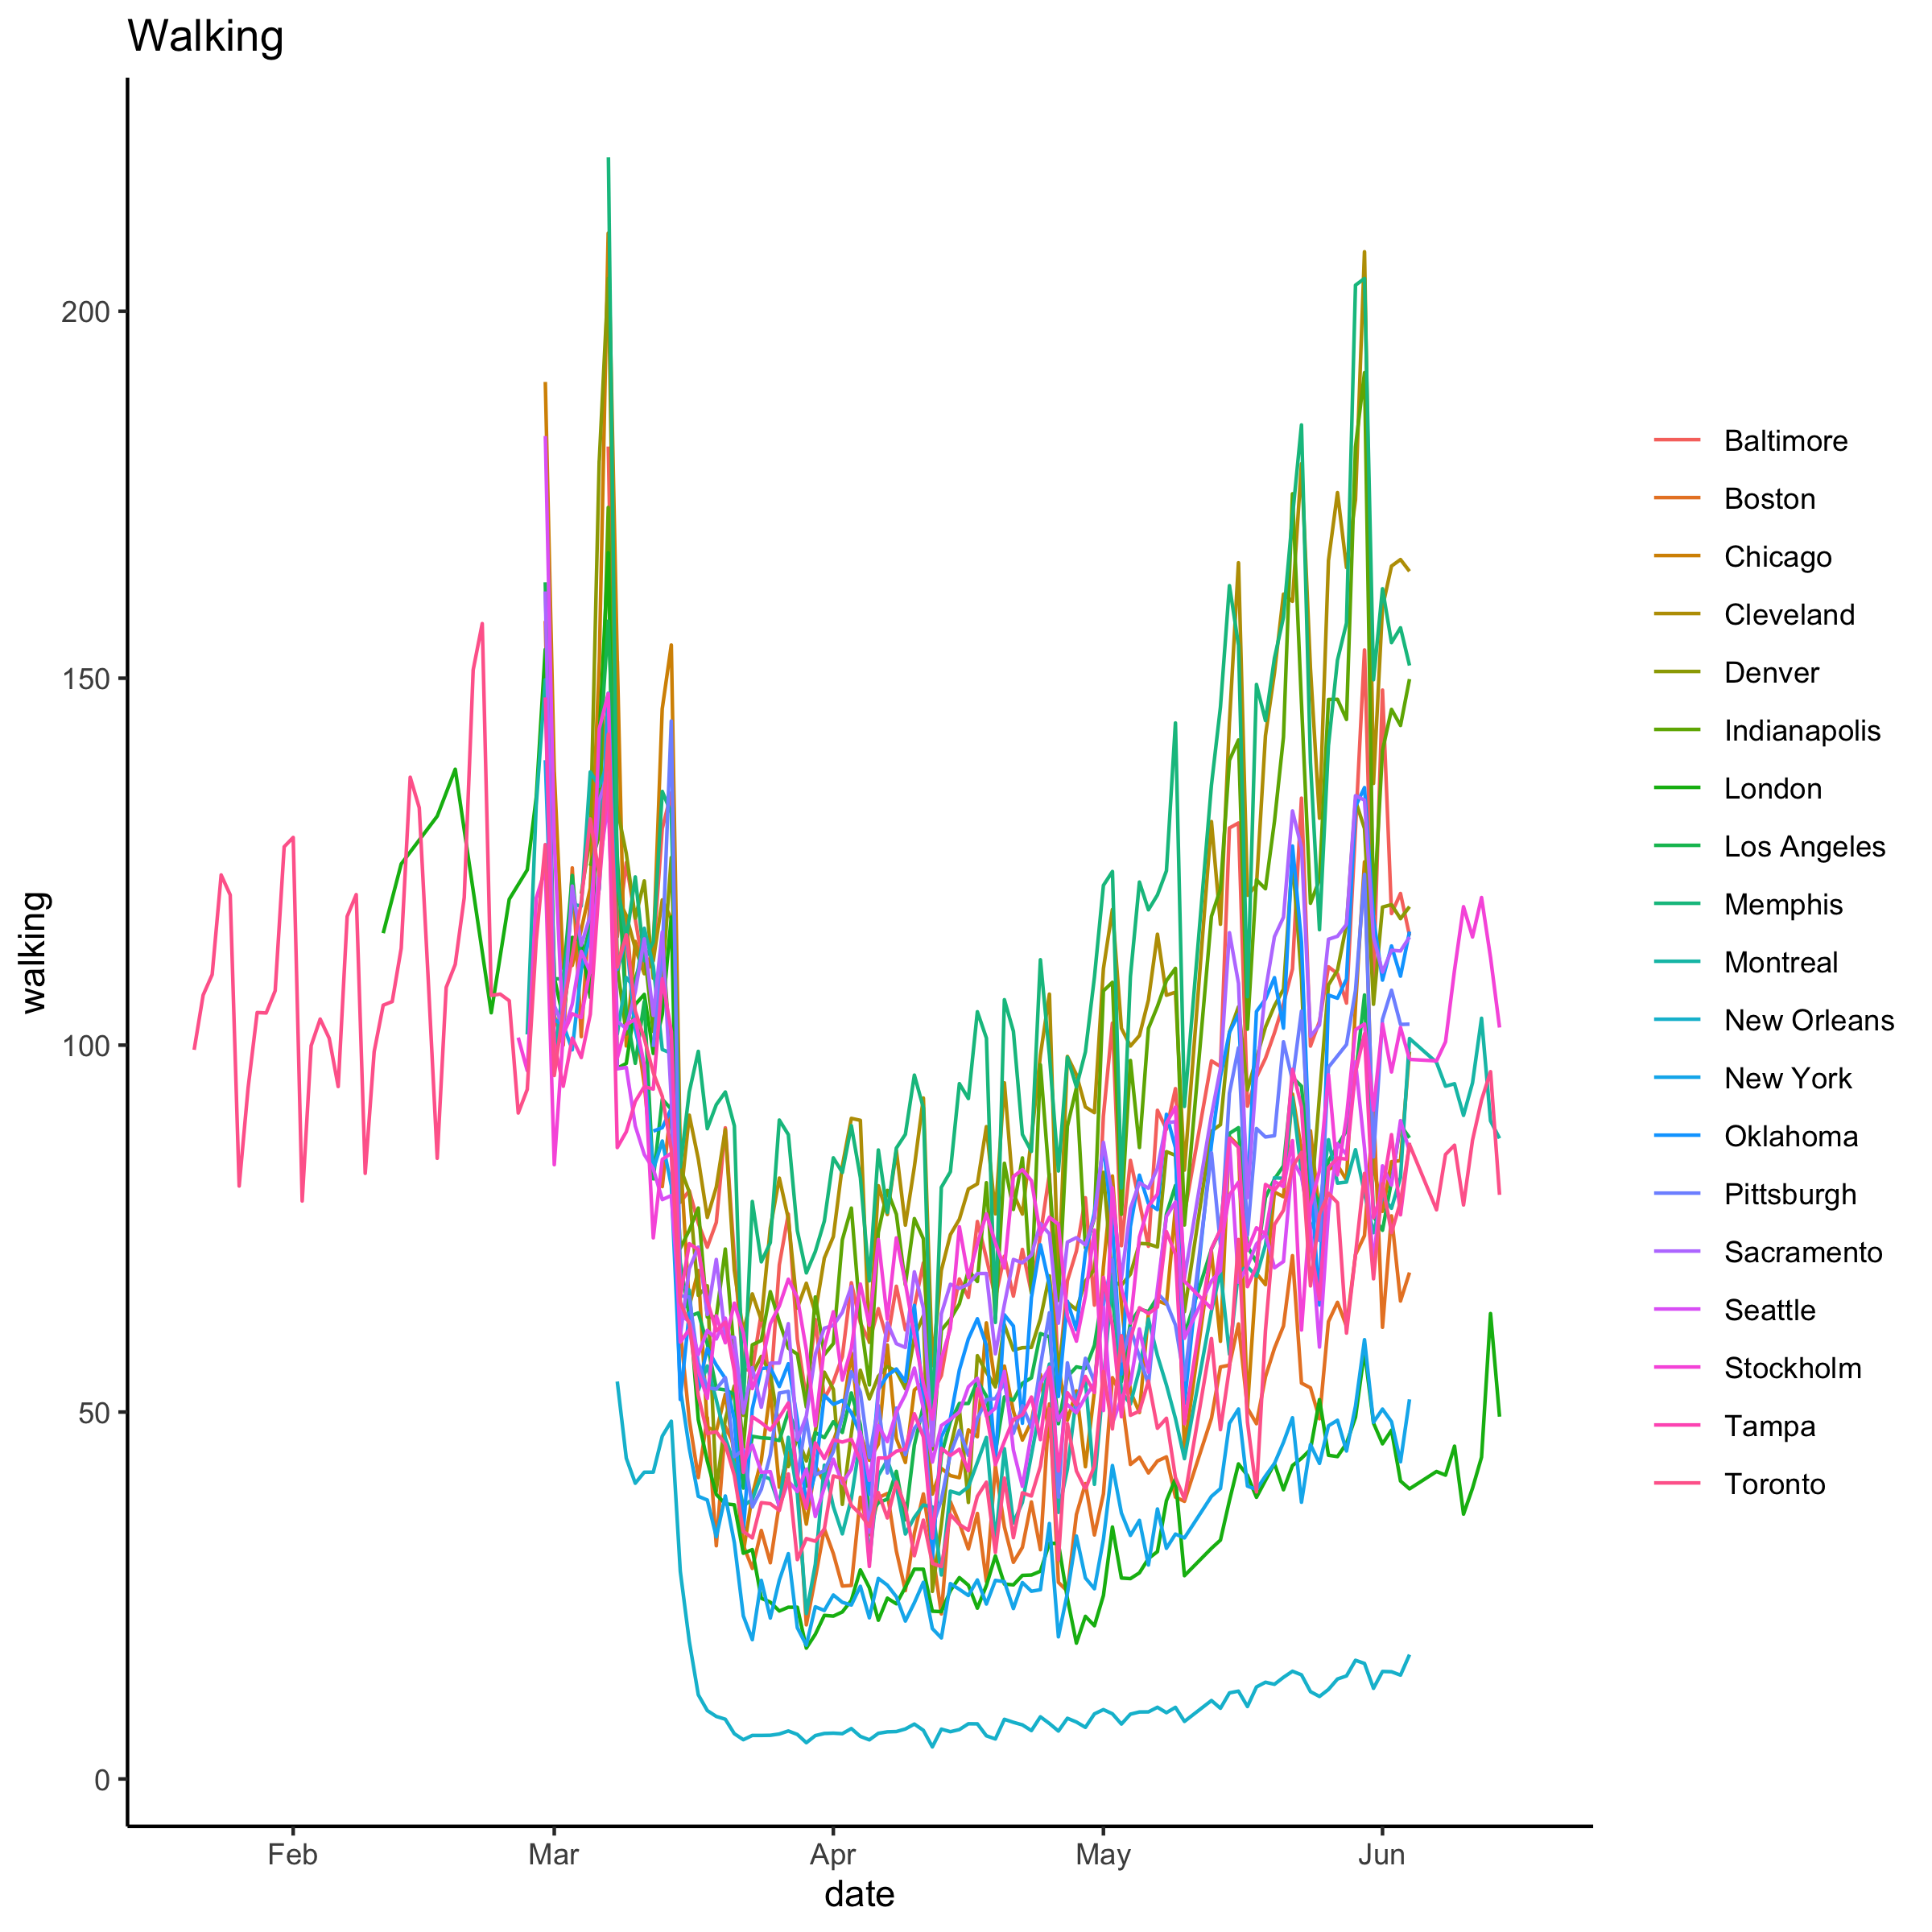 Walking
walking
200
150
100
50
0
Feb
Mar
Apr
May
Jun
date
Baltimore
Boston
Chicago
Cleveland
Denver
Indianapolis
London
Los Angeles
Memphis
Montreal
New Orleans
New York
Oklahoma
Pittsburgh
Sacramento
Seattle
Stockholm
Tampa
Toronto